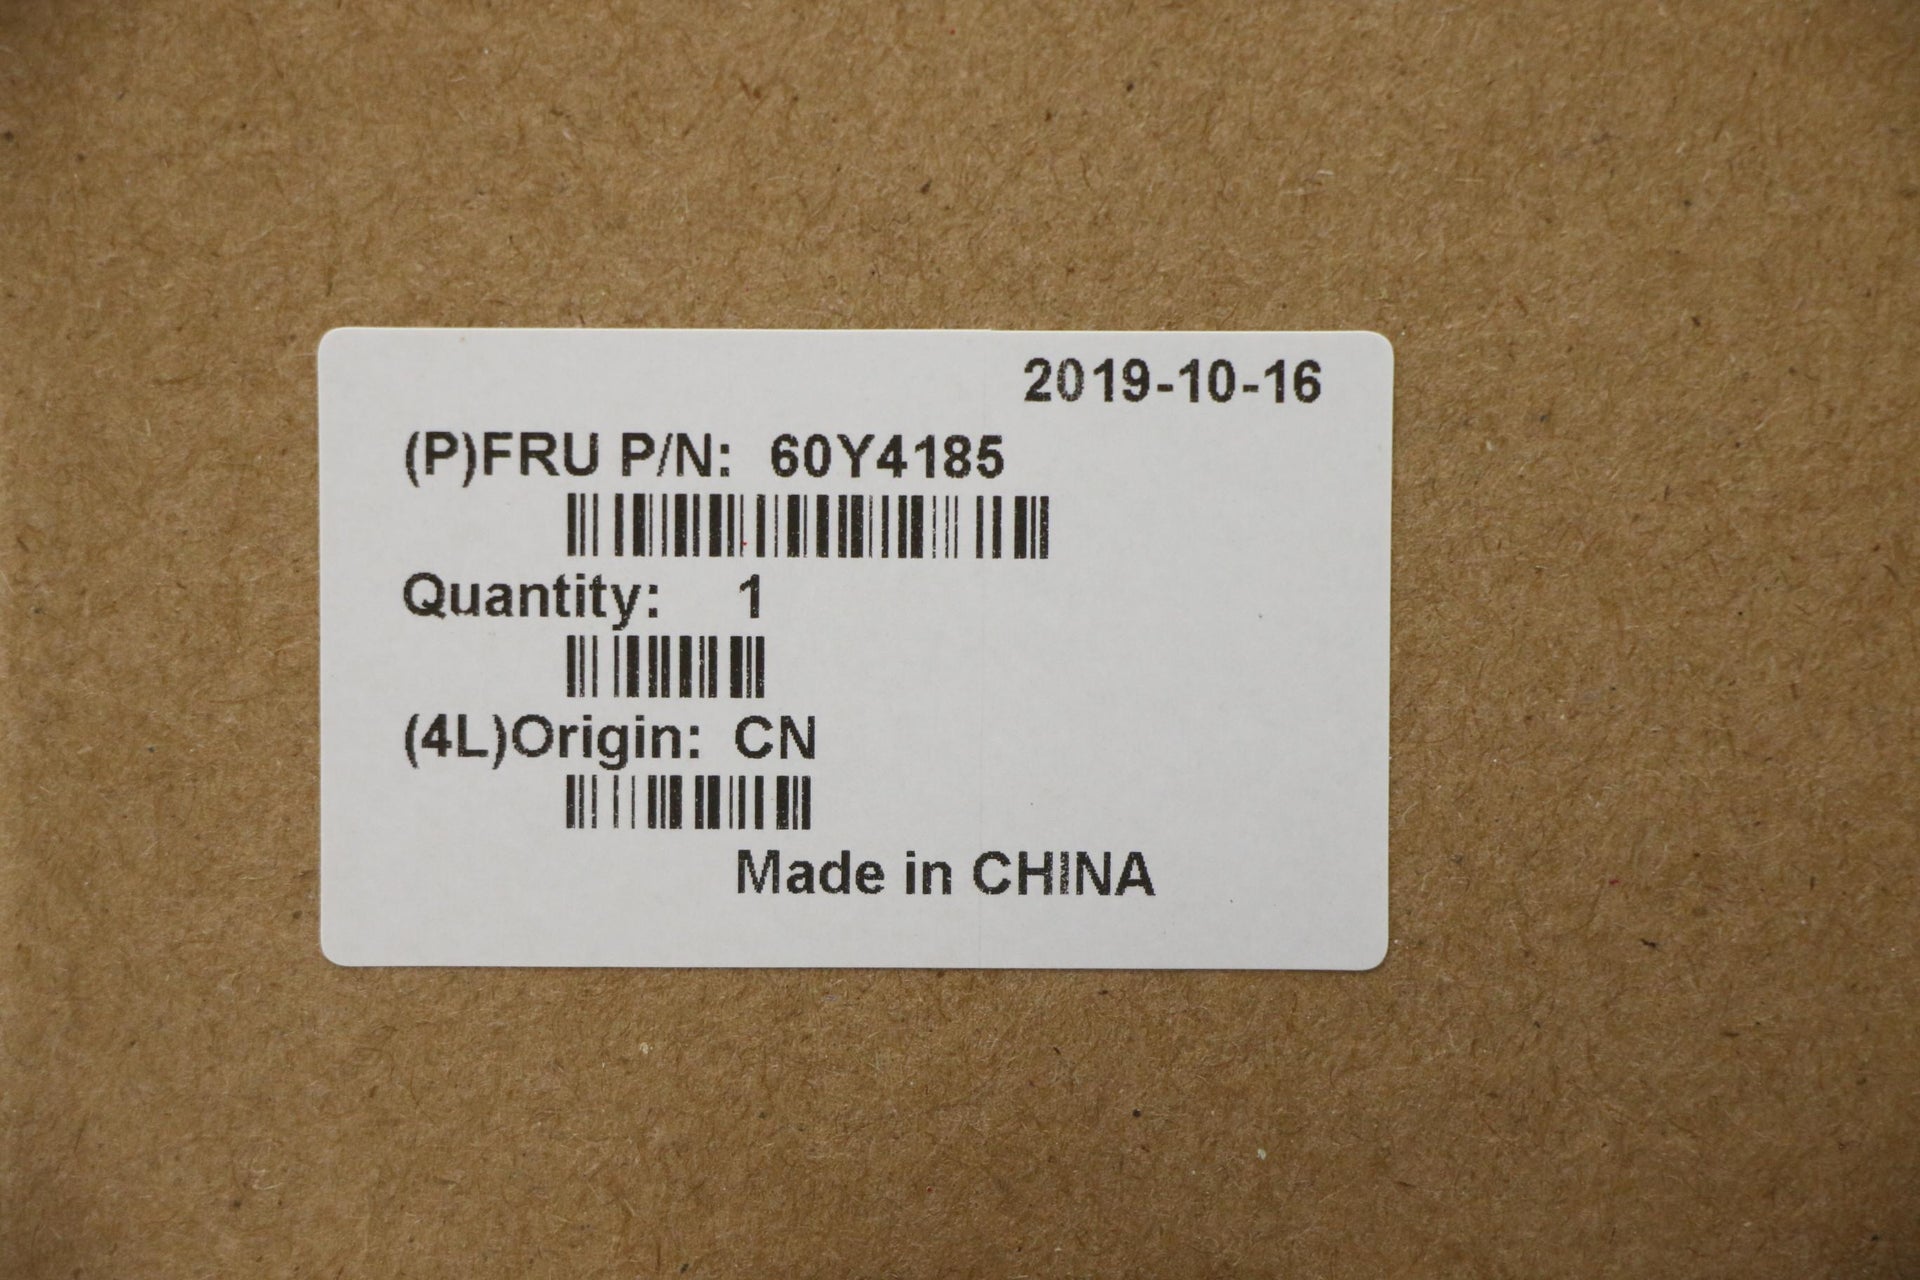 2019-10-16
(P)FRU P/N: 60Y4185
Quantity: 1
(4L)Origin: CN
Made in CHINA